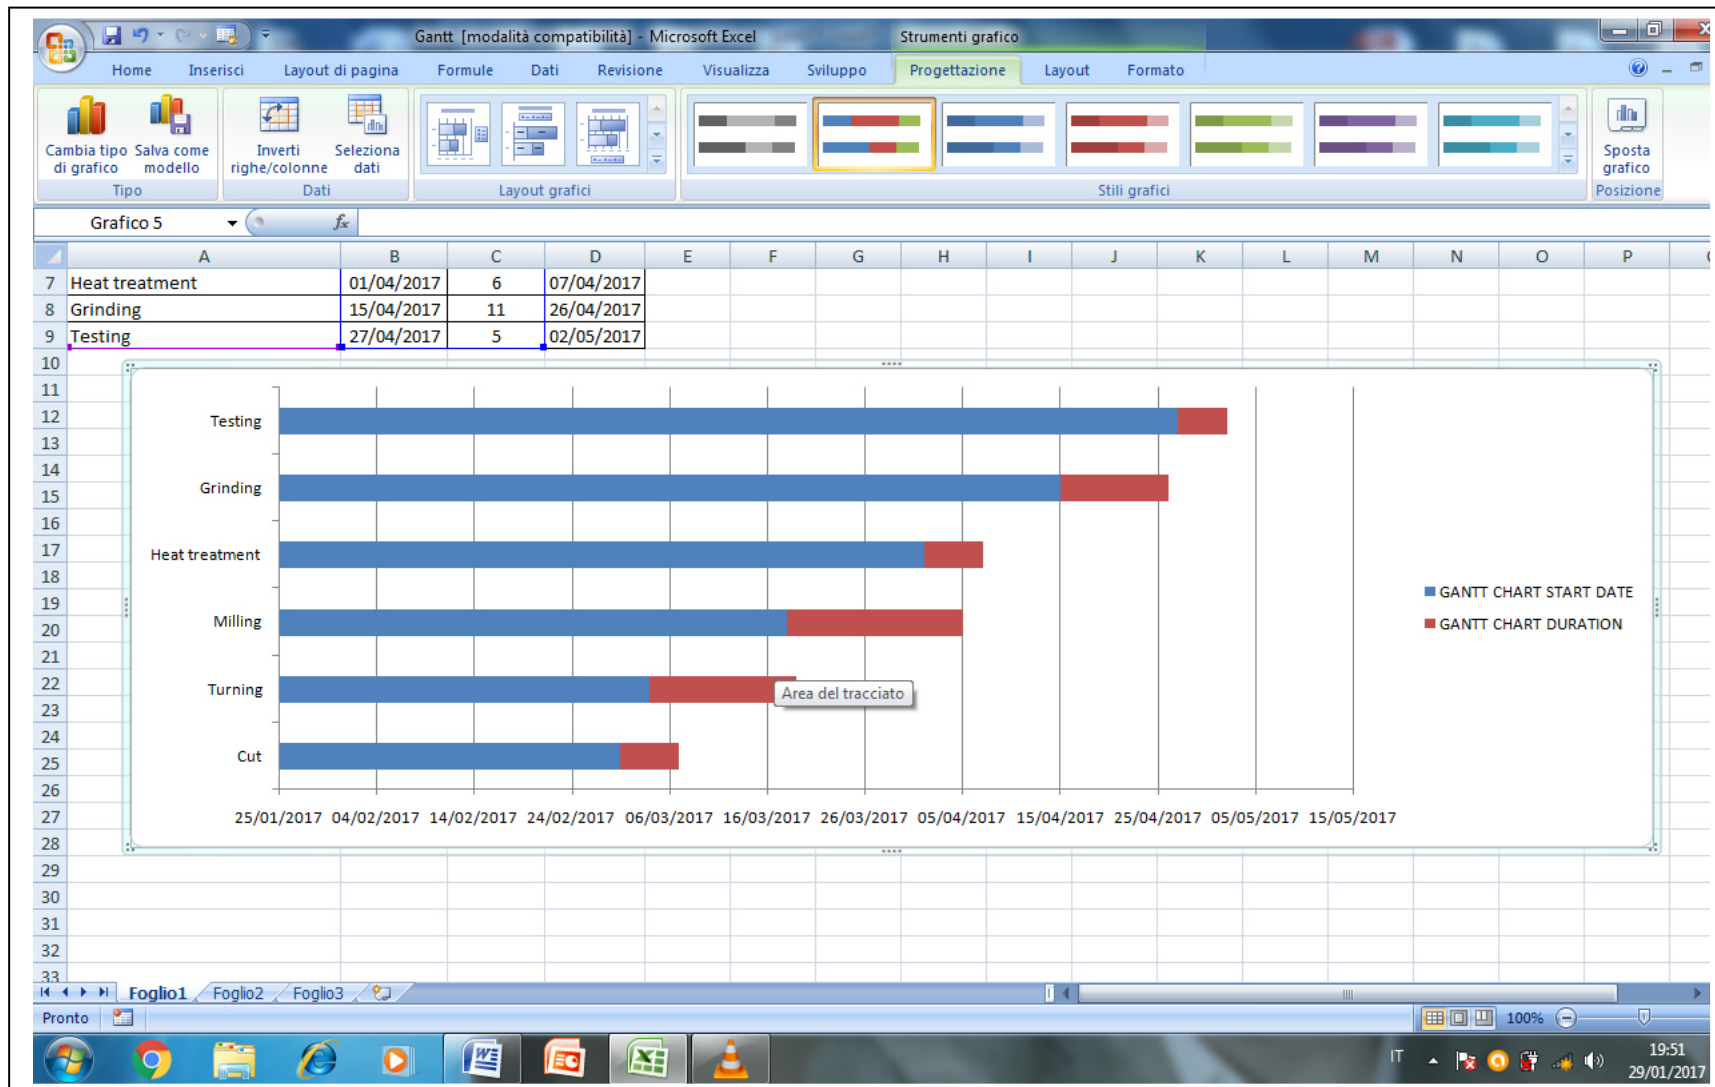 Gantt [modalità compatibilità] - Microsoft Excel
Strumenti grafico
Home Inserisci Layout di pagina Formule Dati Revisione Visualizza Sviluppo Progettazione Layout Formato
Cambia tipo di grafico
Salva come modello
Inverti righe/colonne
Seleziona dati
Sposta grafico
Tipo Dati Layout grafici Stili grafici Posizione
Grafico 5 fx
A B C D E F G H I J K L M N O P
7 Heat treatment 01/04/2017 6 07/04/2017
8 Grinding 15/04/2017 11 26/04/2017
9 Testing 27/04/2017 5 02/05/2017
10
11
12
13
14
15
16
17
18
19
20
21
22
23
24
25
26
27
28
29
30
31
32
33
Testing
Grinding
Heat treatment
Milling
Turning
Cut
Area del tracciato
GANTT CHART START DATE
GANTT CHART DURATION
25/01/2017 04/02/2017 14/02/2017 24/02/2017 06/03/2017 16/03/2017 26/03/2017 05/04/2017 15/04/2017 25/04/2017 05/05/2017 15/05/2017
Foglio1 Foglio2 Foglio3
Pronto 100%
IT 19:51
29/01/2017